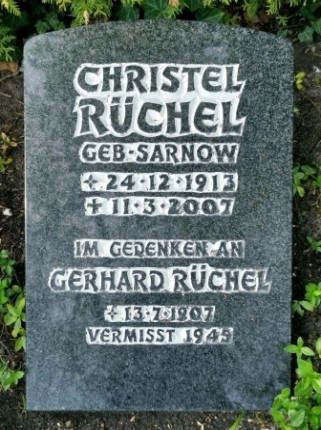 CHRISTEL
RÜCHEL
GEB·SARNOW
+ 24·12·1913
+ 11·3·2007
IM GEDENKEN AN
GERHARD RÜCHEL
+ 13·7·1907
VERMISST 1945